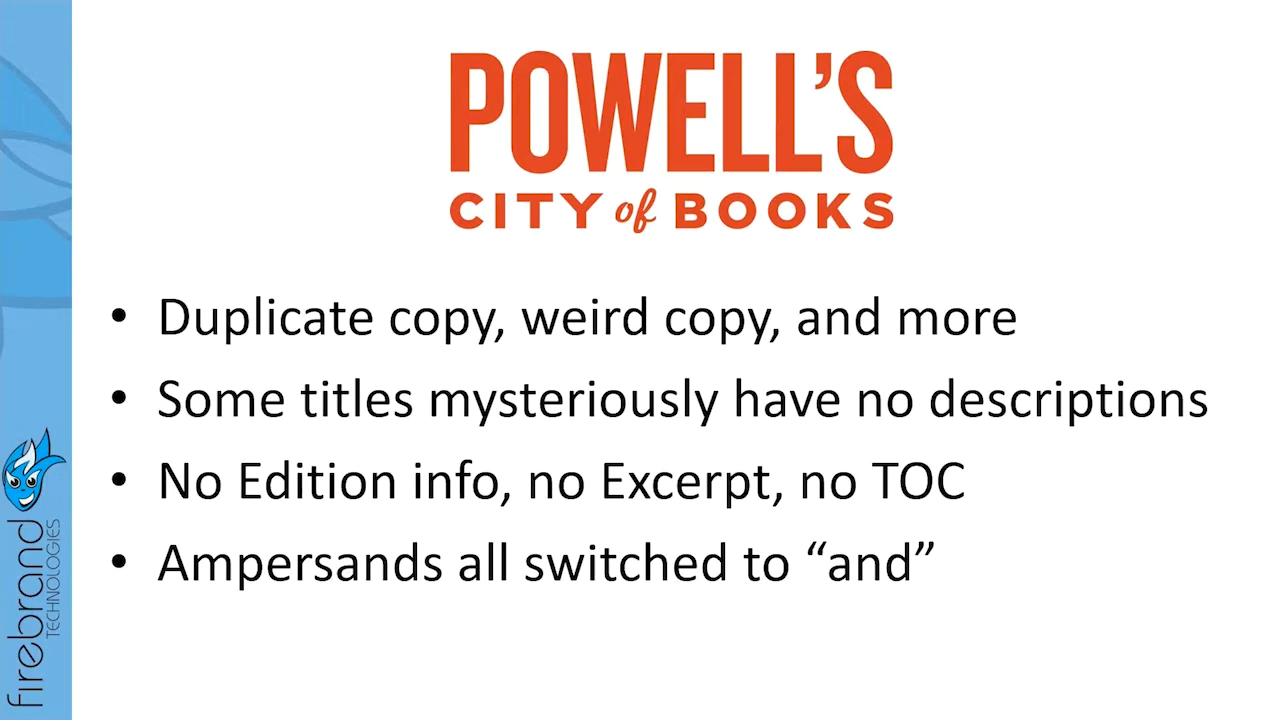 POWELL'S
CITY of BOOKS
• Duplicate copy, weird copy, and more
• Some titles mysteriously have no descriptions
• No Edition info, no Excerpt, no TOC
• Ampersands all switched to “and”
firebrand
TECHNOLOGIES